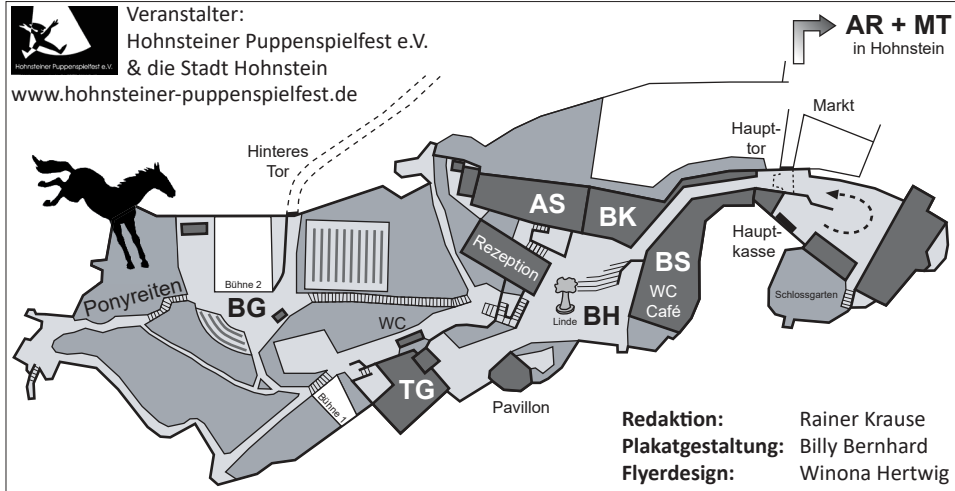 Hohnsteiner Puppenspielfest e.V.
Veranstalter:
Hohnsteiner Puppenspielfest e.V.
& die Stadt Hohnstein
www.hohnsteiner-puppenspielfest.de
AR + MT
in Hohnstein
Markt
Haupt-
tor
Hinteres
Tor
AS
BK
Rezeption
BS
WC
Café
Haupt-
kasse
Schlossgarten
Ponyreiten
Bühne 2
BG
WC
Linde
BH
TG
Bühne 1
Pavillon
Redaktion: Rainer Krause
Plakatgestaltung: Billy Bernhard
Flyerdesign: Winona Hertwig